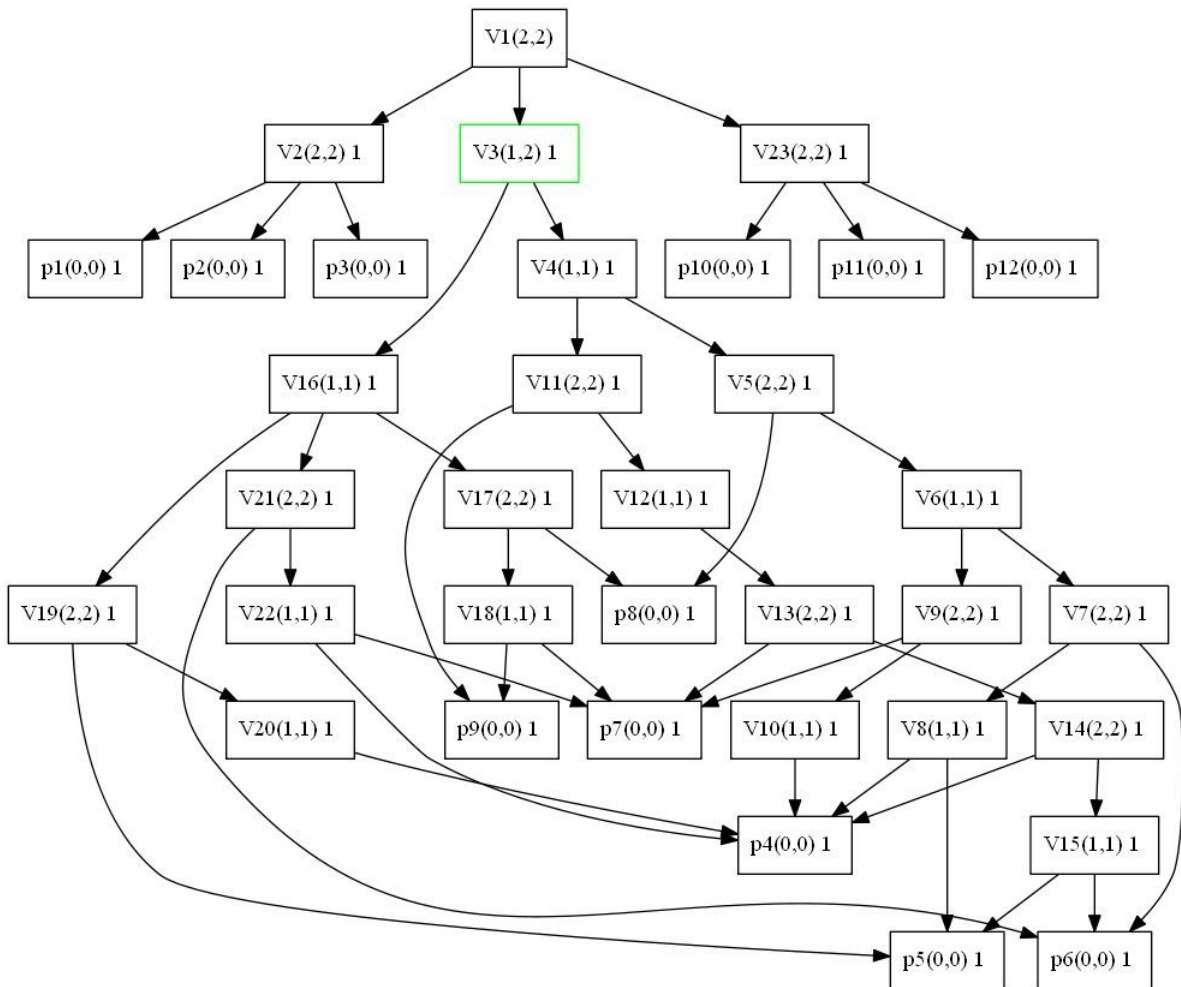 V1(2,2)
V2(2,2) 1
V3(1,2) 1
V23(2,2) 1
p1(0,0) 1
p2(0,0) 1
p3(0,0) 1
V4(1,1) 1
p10(0,0) 1
p11(0,0) 1
p12(0,0) 1
V16(1,1) 1
V11(2,2) 1
V5(2,2) 1
V21(2,2) 1
V17(2,2) 1
V12(1,1) 1
V6(1,1) 1
V19(2,2) 1
V22(1,1) 1
V18(1,1) 1
p8(0,0) 1
V13(2,2) 1
V9(2,2) 1
V7(2,2) 1
V20(1,1) 1
p9(0,0) 1
p7(0,0) 1
V10(1,1) 1
V8(1,1) 1
V14(2,2) 1
p4(0,0) 1
V15(1,1) 1
p5(0,0) 1
p6(0,0) 1